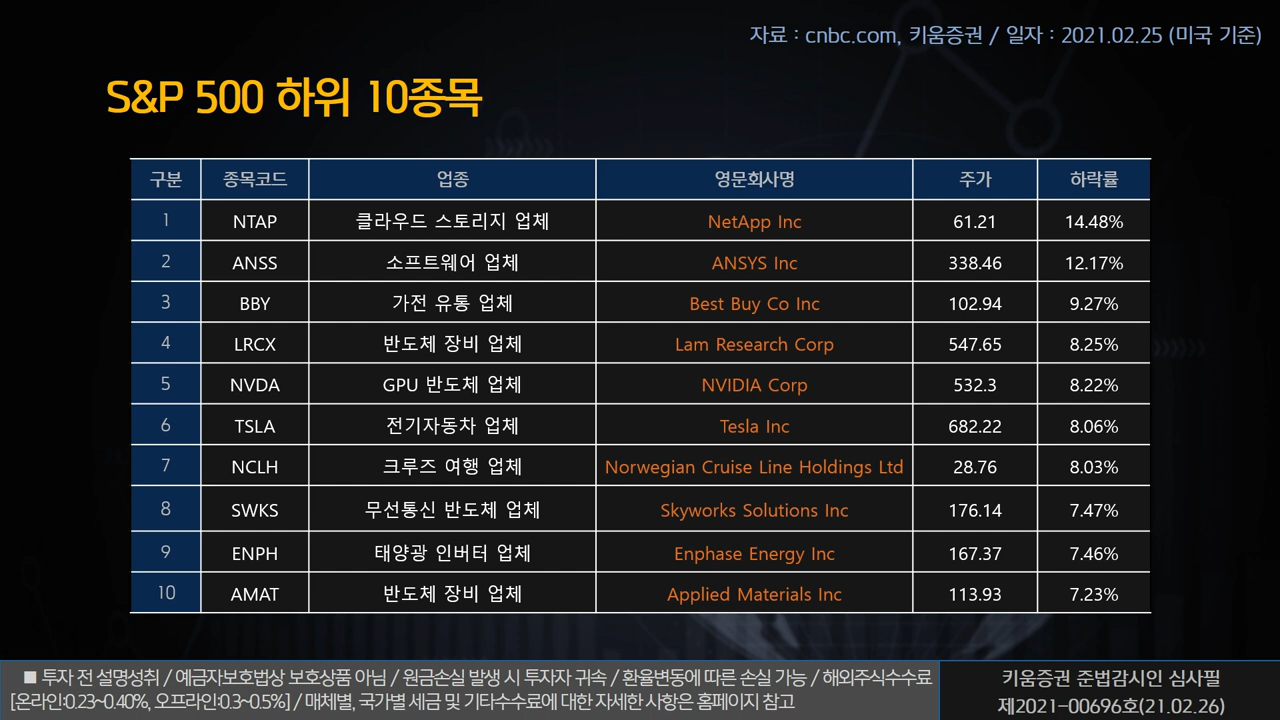 자료 : cnbc.com, 키움증권 / 일자 : 2021.02.25 (미국 기준)
S&P 500 하위 10종목
구분 종목코드 업종 영문회사명 주가 하락률
1 NTAP 클라우드 스토리지 업체 NetApp Inc 61.21 14.48%
2 ANSS 소프트웨어 업체 ANSYS Inc 338.46 12.17%
3 BBY 가전 유통 업체 Best Buy Co Inc 102.94 9.27%
4 LRCX 반도체 장비 업체 Lam Research Corp 547.65 8.25%
5 NVDA GPU 반도체 업체 NVIDIA Corp 532.3 8.22%
6 TSLA 전기자동차 업체 Tesla Inc 682.22 8.06%
7 NCLH 크루즈 여행 업체 Norwegian Cruise Line Holdings Ltd 28.76 8.03%
8 SWKS 무선통신 반도체 업체 Skyworks Solutions Inc 176.14 7.47%
9 ENPH 태양광 인버터 업체 Enphase Energy Inc 167.37 7.46%
10 AMAT 반도체 장비 업체 Applied Materials Inc 113.93 7.23%
■ 투자 전 설명성취 / 예금자보호법상 보호상품 아님 / 원금손실 발생 시 투자자 귀속 / 환율변동에 따른 손실 가능 / 해외주식수수료
[온라인:0.23~0.40%, 오프라인:0.3~0.5%] / 매체별, 국가별 세금 및 기타수수료에 대한 자세한 사항은 홈페이지 참고
키움증권 준법감시인 심사필
제2021-00696호(21.02.26)